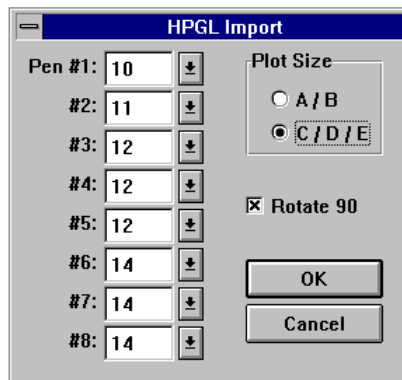 HPGL Import
Pen #1: 10
#2: 11
#3: 12
#4: 12
#5: 12
#6: 14
#7: 14
#8: 14
Plot Size
A / B
C / D / E
Rotate 90
OK
Cancel